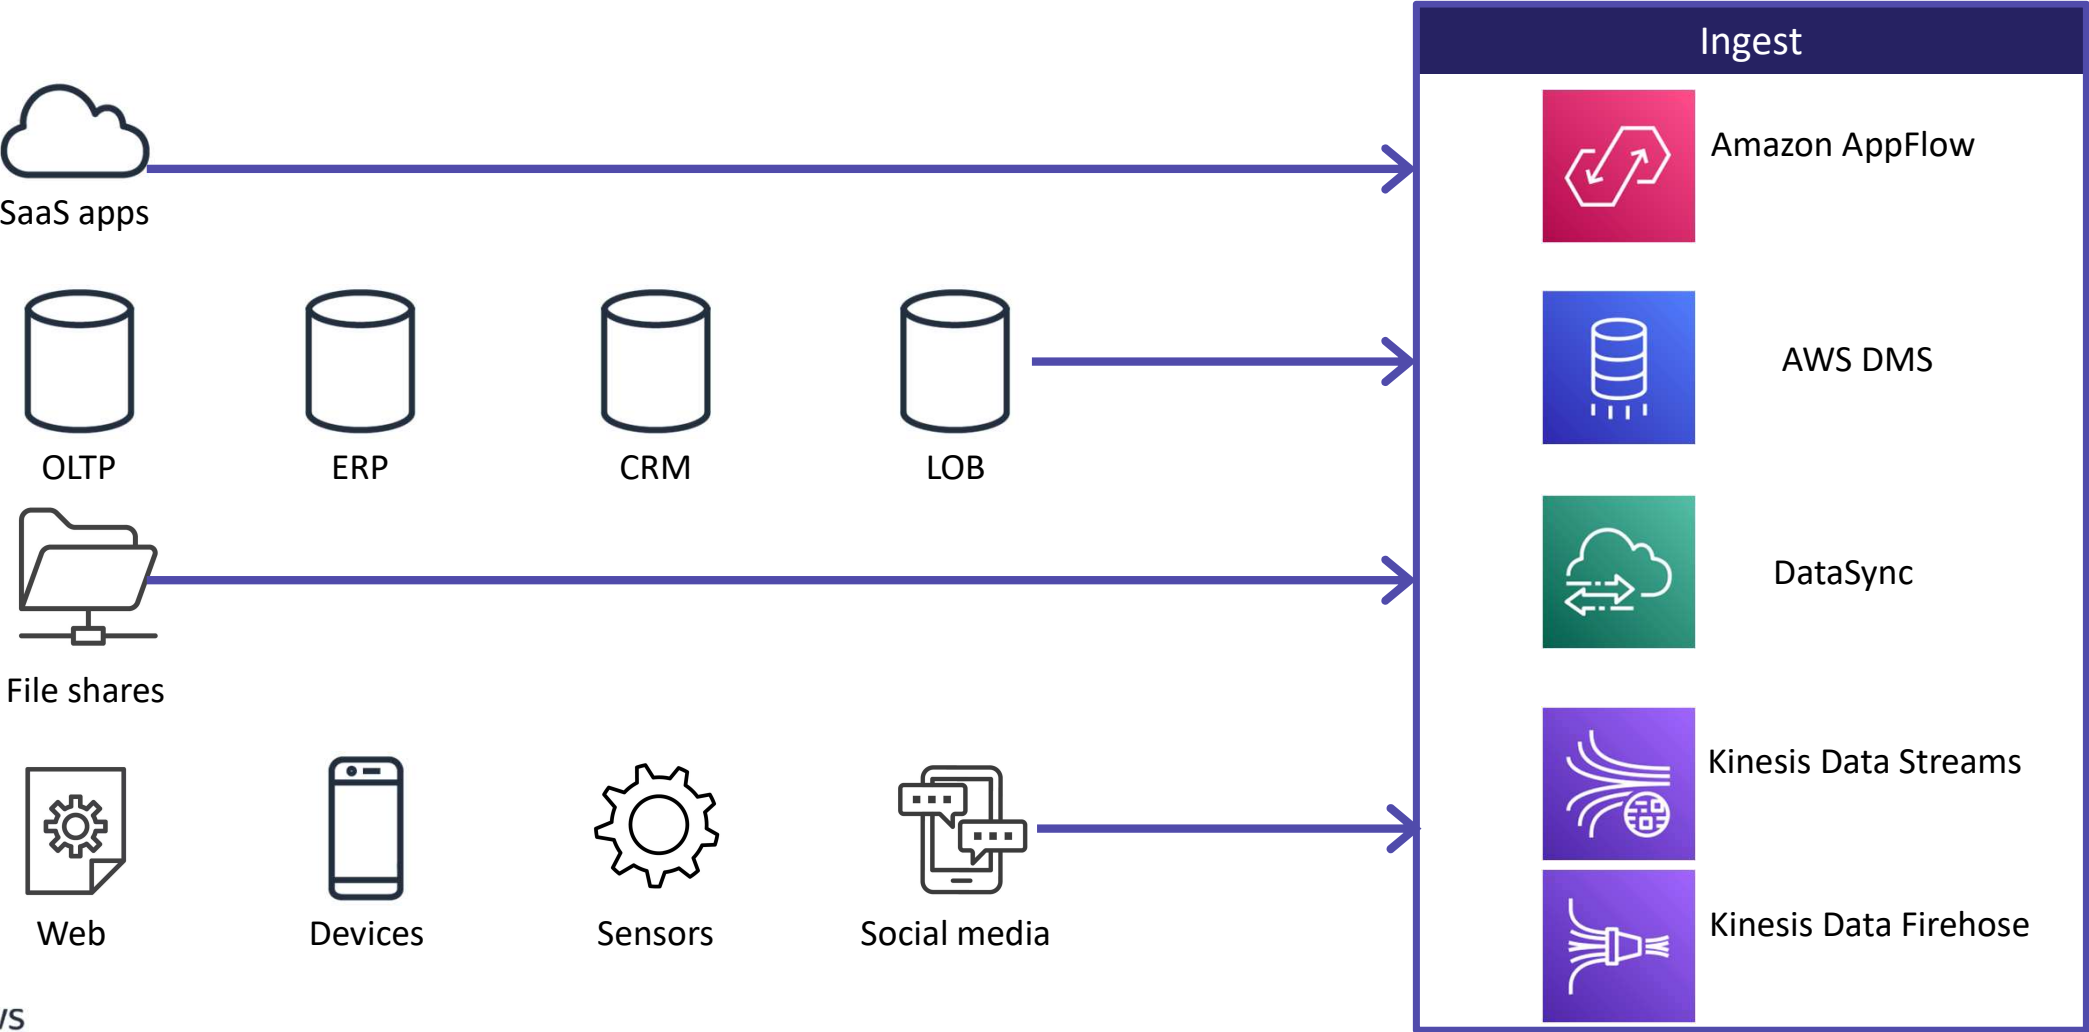 Ingest
Amazon AppFlow
SaaS apps
AWS DMS
OLTP
ERP
CRM
LOB
DataSync
File shares
Kinesis Data Streams
Web
Devices
Sensors
Social media
Kinesis Data Firehose